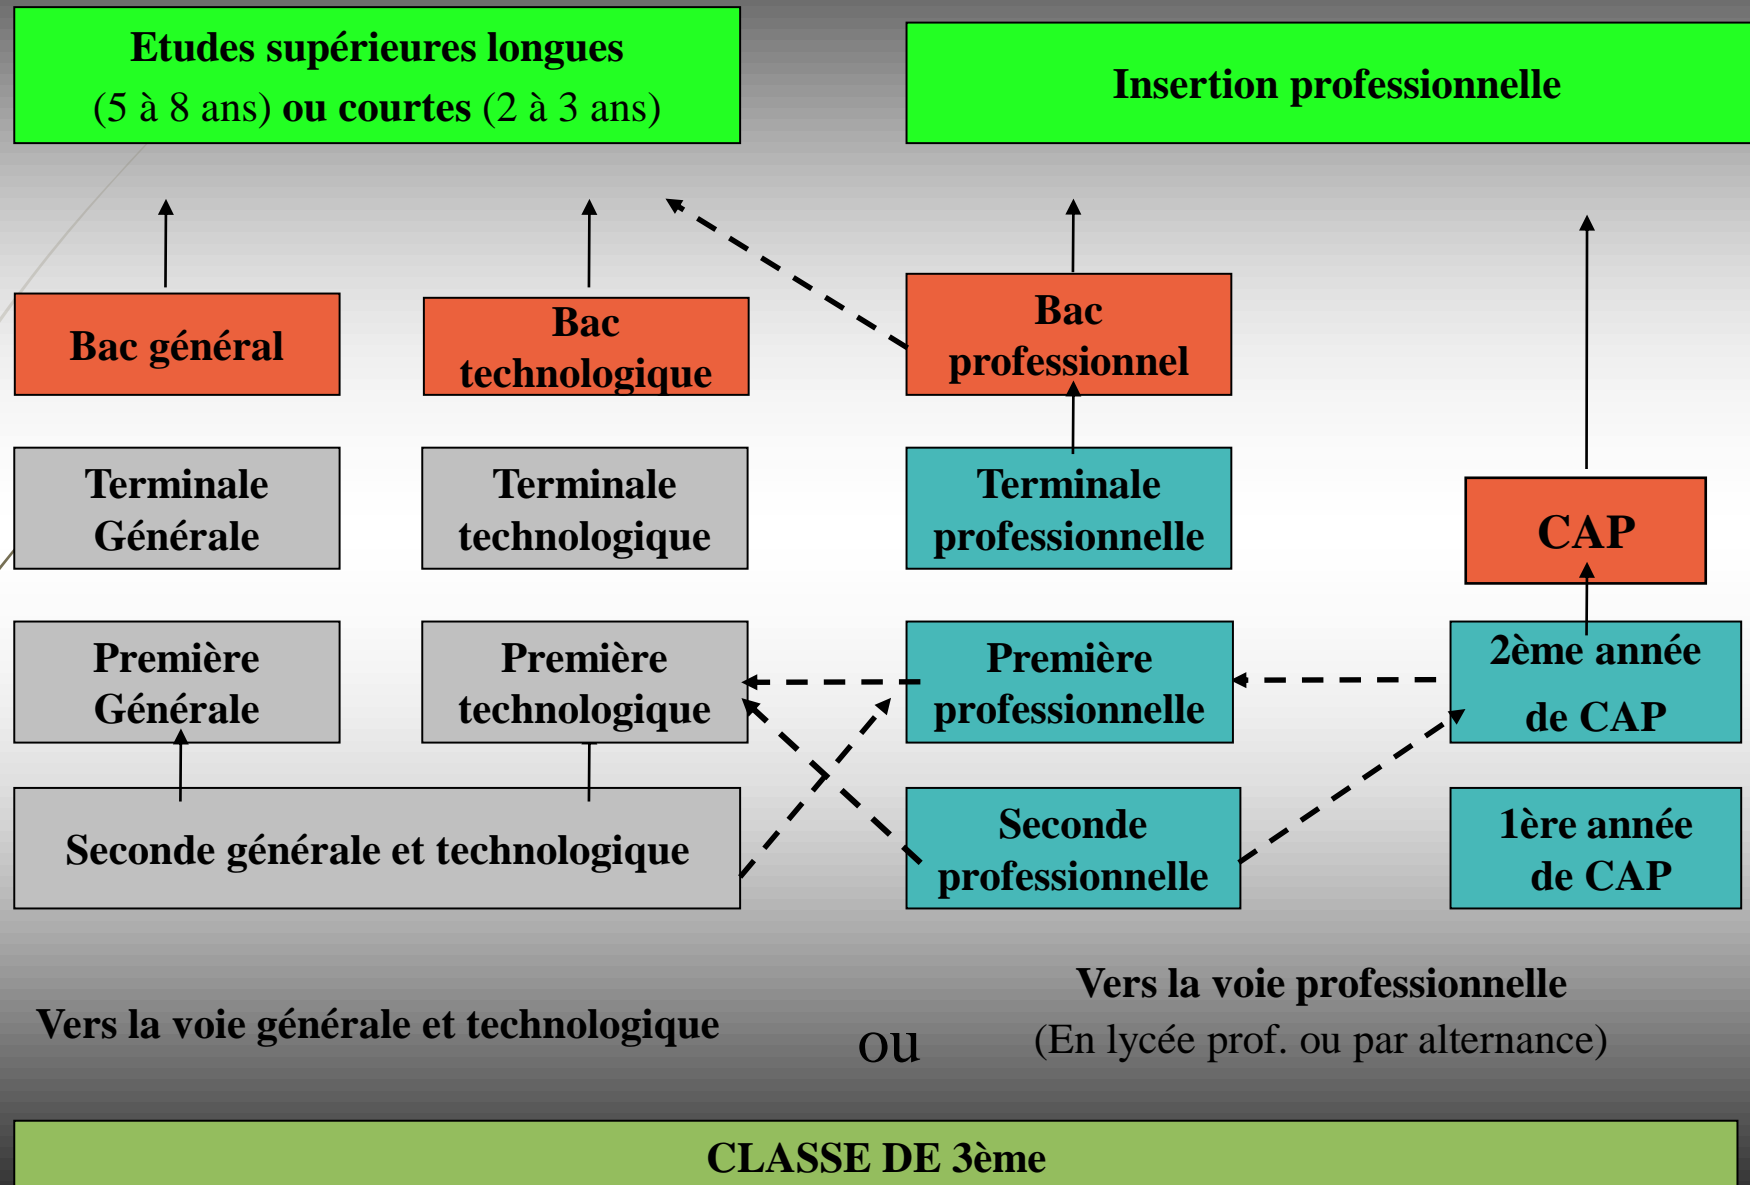 Etudes supérieures longues
(5 à 8 ans) ou courtes (2 à 3 ans)
Insertion professionnelle
Bac général
Bac
technologique
Bac
professionnel
Terminale
Générale
Terminale
technologique
Terminale
professionnelle
CAP
Première
Générale
Première
technologique
Première
professionnelle
2ème année
de CAP
Seconde générale et technologique
Seconde
professionnelle
1ère année
de CAP
Vers la voie générale et technologique
ou
Vers la voie professionnelle
(En lycée prof. ou par alternance)
CLASSE DE 3ème